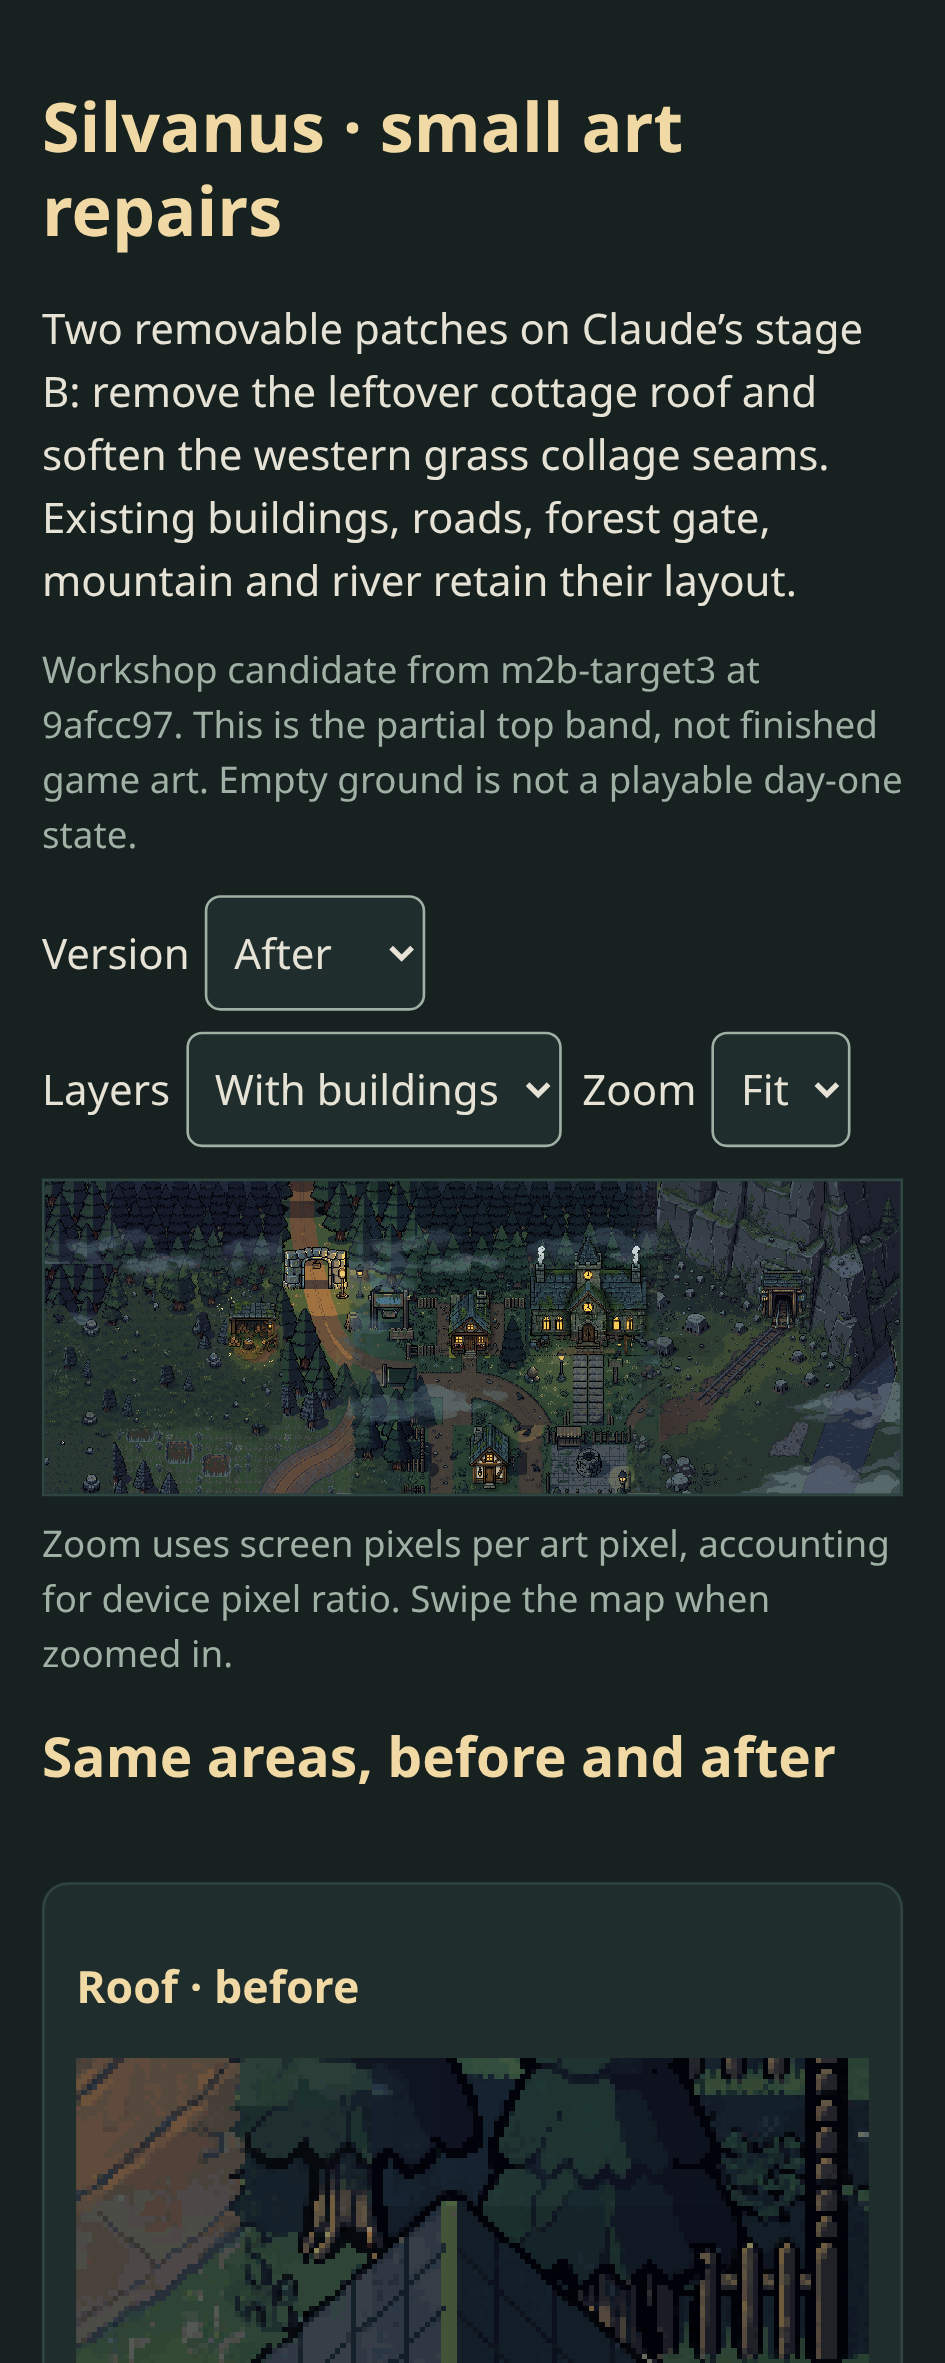 Silvanus · small art
repairs
Two removable patches on Claude’s stage
B: remove the leftover cottage roof and
soften the western grass collage seams.
Existing buildings, roads, forest gate,
mountain and river retain their layout.
Workshop candidate from m2b-target3 at
9afcc97. This is the partial top band, not finished
game art. Empty ground is not a playable day-one
state.
Version After
Layers With buildings Zoom Fit
Zoom uses screen pixels per art pixel, accounting
for device pixel ratio. Swipe the map when
zoomed in.
Same areas, before and after
Roof · before